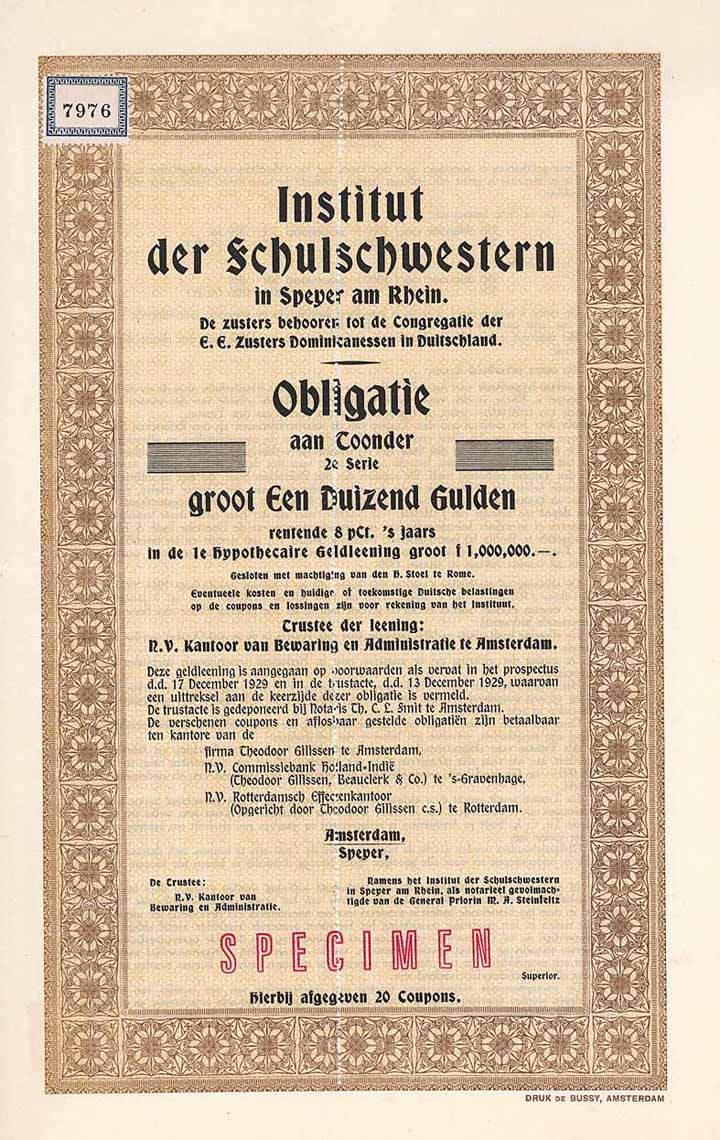 7976
Institut
der Schulschwestern
in Speyer am Rhein.
De zusters behooren tot de Congregatie der
E. E. Zusters Dominicanessen in Duitschland.
Obligatie
aan Toonder
2e Serie
groot Een Duizend Gulden
rentende 8 pCt. 's jaars
in de 1e Hypothecaire Geldleening groot f 1,000,000.—.
Gesloten met machtiging van den H. Stoel te Rome.
Eventueele kosten en huidige of toekomstige Duitsche belastingen
op de coupons en lossingen zijn voor rekening van het Instituut.
Trustee der leening:
N.V. Kantoor van Bewaring en Administratie te Amsterdam.
Deze geldleening is aangegaan op voorwaarden als vervat in het prospectus
d.d. 17 December 1929 en in de trustacte, d.d. 13 December 1929, waarvan
een uittreksel aan de keerzijde dezer obligatie is vermeld.
De trustacte is gedeponeerd bij Notaris Th. C. L. Smit te Amsterdam.
De verschenen coupons en aflosbaar gestelde obligatiën zijn betaalbaar
ten kantore van de
firma Theodoor Gilissen te Amsterdam,
N.V. Commissiebank Holland-Indië
(Theodoor Gilissen, Beauclerk & Co.) te 's-Gravenhage,
N.V. Rotterdamsch Effectenkantoor
(Opgericht door Theodoor Gilissen c.s.) te Rotterdam.
Amsterdam,
Speyer,
De Trustee:
N.V. Kantoor van
Bewaring en Administratie.
Namens het Institut der Schulschwestern
in Speyer am Rhein, als notarieel gevolmach-
tigde van de General Priorin M. A. Steinfeltz
SPECIMEN
Superior.
Hierbij afgegeven 20 Coupons.
DRUK DE BUSSY, AMSTERDAM